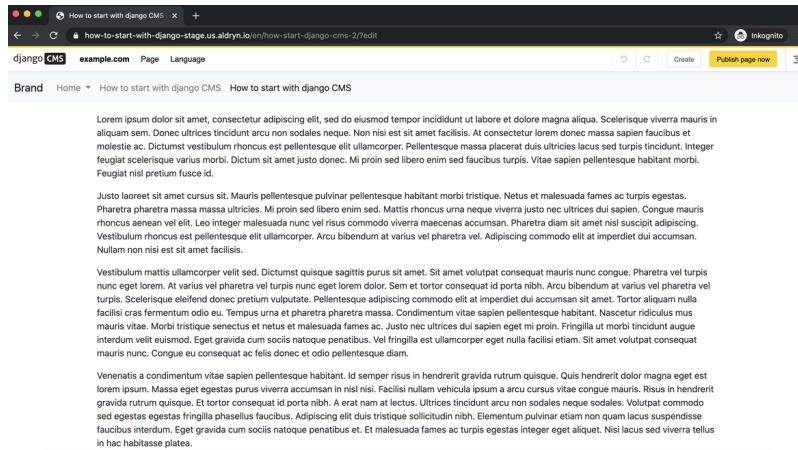 How to start with django CMS
how-to-start-with-django-stage.us.aldryn.io/en/how-start-django-cms-2/?edit
Inkognito
django CMS example.com Page Language Create Publish page now
Brand Home How to start with django CMS How to start with django CMS
Lorem ipsum dolor sit amet, consectetur adipiscing elit, sed do eiusmod tempor incididunt ut labore et dolore magna aliqua. Scelerisque viverra mauris in
aliquam sem. Donec ultrices tincidunt arcu non sodales neque. Non nisi est sit amet facilisis. At consectetur lorem donec massa sapien faucibus et
molestie ac. Dictumst vestibulum rhoncus est pellentesque elit ullamcorper. Pellentesque massa placerat duis ultricies lacus sed turpis tincidunt. Integer
feugiat scelerisque varius morbi. Dictum sit amet justo donec. Mi proin sed libero enim sed faucibus turpis. Vitae sapien pellentesque habitant morbi.
Feugiat nisl pretium fusce id.
Justo laoreet sit amet cursus sit. Mauris pellentesque pulvinar pellentesque habitant morbi tristique. Netus et malesuada fames ac turpis egestas.
Pharetra pharetra massa massa ultricies. Mi proin sed libero enim sed. Mattis rhoncus urna neque viverra justo nec ultrices dui sapien. Congue mauris
rhoncus aenean vel elit. Leo integer malesuada nunc vel risus commodo viverra maecenas accumsan. Pharetra diam sit amet nisl suscipit adipiscing.
Vestibulum rhoncus est pellentesque elit ullamcorper. Arcu bibendum at varius vel pharetra vel. Adipiscing commodo elit at imperdiet dui accumsan.
Nullam non nisi est sit amet facilisis.
Vestibulum mattis ullamcorper velit sed. Dictumst quisque sagittis purus sit amet. Sit amet volutpat consequat mauris nunc congue. Pharetra vel turpis
nunc eget lorem. At varius vel pharetra vel turpis nunc eget lorem dolor. Sem et tortor consequat id porta nibh. Arcu bibendum at varius vel pharetra vel
turpis. Scelerisque eleifend donec pretium vulputate. Pellentesque adipiscing commodo elit at imperdiet dui accumsan sit amet. Tortor aliquam nulla
facilisi cras fermentum odio eu. Tempus urna et pharetra pharetra massa. Condimentum vitae sapien pellentesque habitant. Nascetur ridiculus mus
mauris vitae. Morbi tristique senectus et netus et malesuada fames ac. Justo nec ultrices dui sapien eget mi proin. Fringilla ut morbi tincidunt augue
interdum velit euismod. Eget gravida cum sociis natoque penatibus. Vel fringilla est ullamcorper eget nulla facilisi etiam. Sit amet volutpat consequat
mauris nunc. Congue eu consequat ac felis donec et odio pellentesque diam.
Venenatis a condimentum vitae sapien pellentesque habitant. Id semper risus in hendrerit gravida rutrum quisque. Quis hendrerit dolor magna eget est
lorem ipsum. Massa eget egestas purus viverra accumsan in nisl nisi. Facilisi nullam vehicula ipsum a arcu cursus vitae congue mauris. Risus in hendrerit
gravida rutrum quisque. Et tortor consequat id porta nibh. A erat nam at lectus. Ultrices tincidunt arcu non sodales neque sodales. Volutpat commodo
sed egestas egestas fringilla phasellus faucibus. Adipiscing elit duis tristique sollicitudin nibh. Elementum pulvinar etiam non quam lacus suspendisse
faucibus interdum. Eget gravida cum sociis natoque penatibus et. Et malesuada fames ac turpis egestas integer eget aliquet. Nisi lacus sed viverra tellus
in hac habitasse platea.